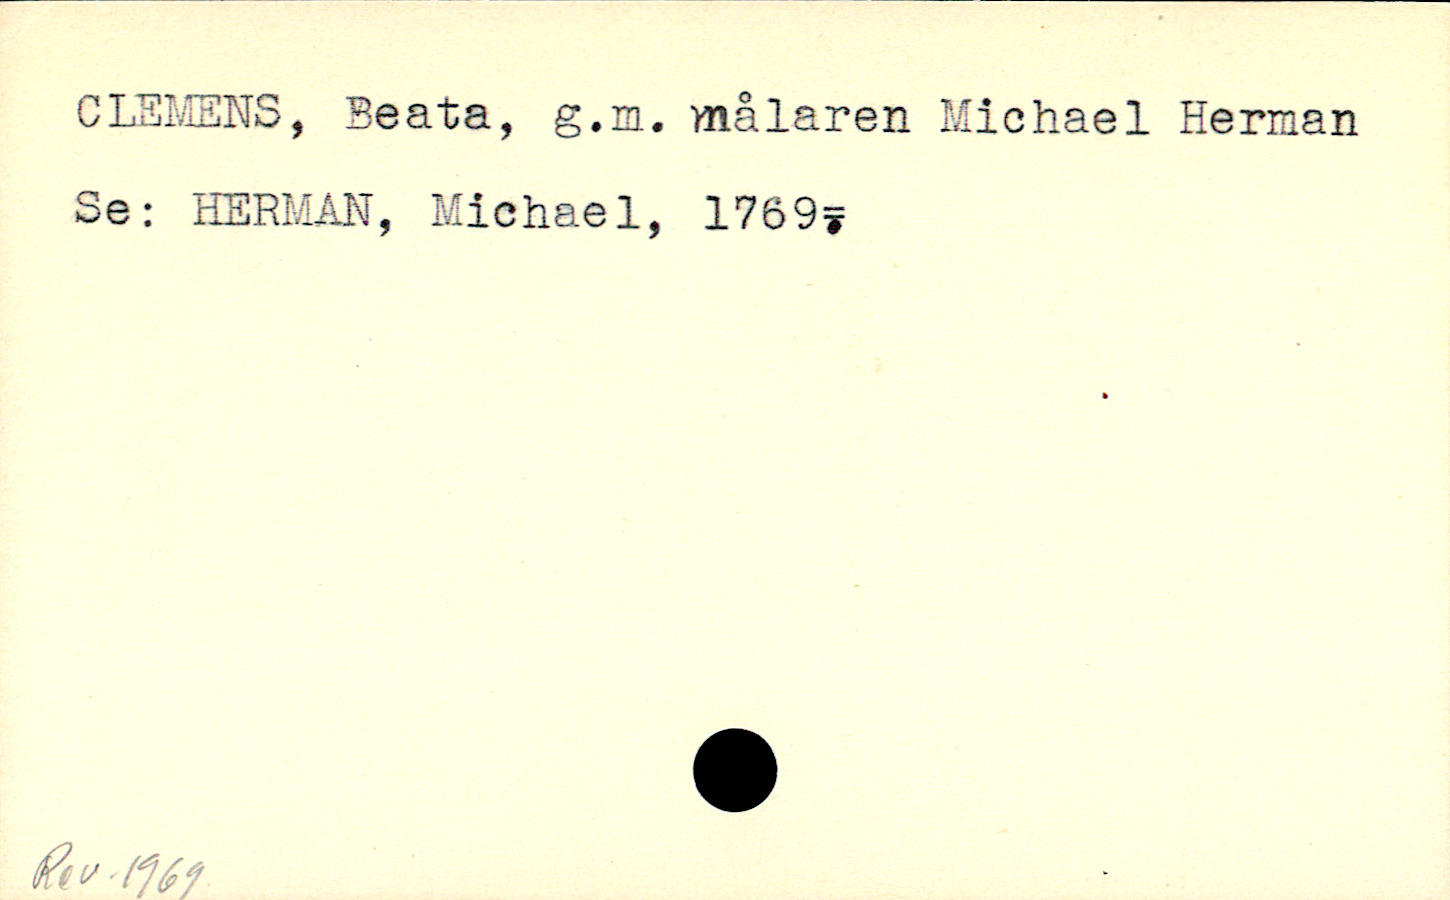 CLEMENS, Beata, g.m. målaren Michael Herman
Se: HERMAN, Michael, 1769.
Rev. 1969